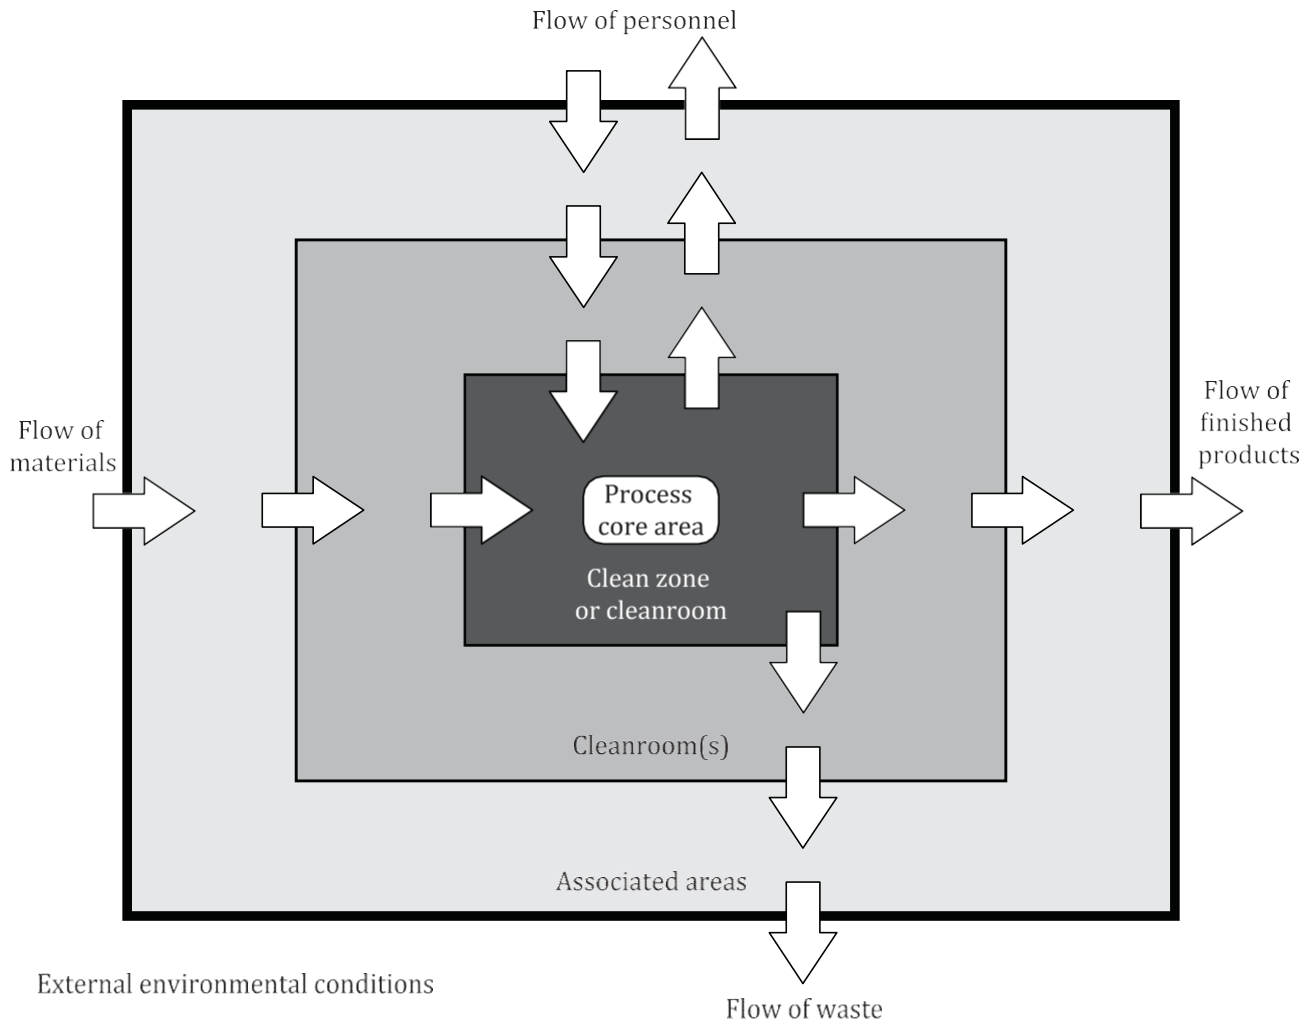 Flow of personnel
Flow of
materials
Flow of
finished
products
Process
core area
Clean zone
or cleanroom
Cleanroom(s)
Associated areas
External environmental conditions
Flow of waste